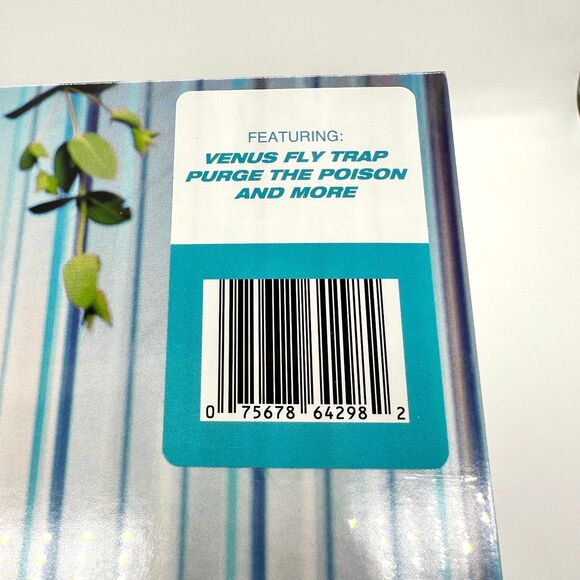 FEATURING:
VENUS FLY TRAP
PURGE THE POISON
AND MORE
0 75678 64298 2